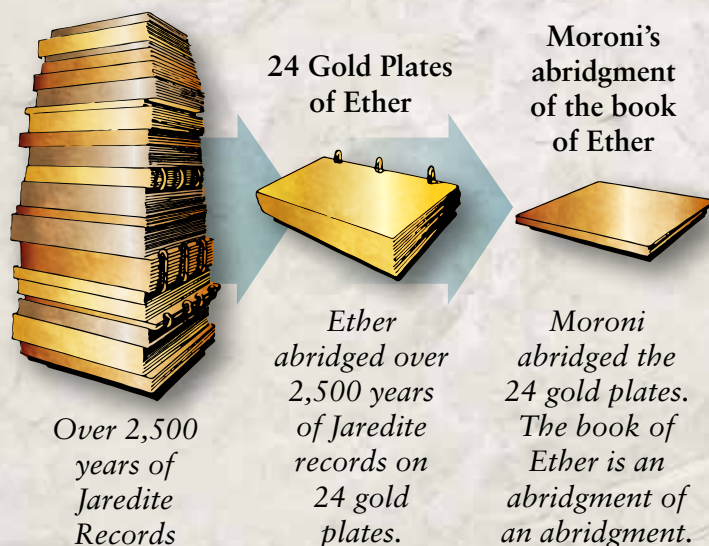 24 Gold Plates
of Ether
Moroni's
abridgment
of the book
of Ether
Over 2,500
years of
Jaredite
Records
Ether
abridged over
2,500 years
of Jaredite
records on
24 gold
plates.
Moroni
abridged the
24 gold plates.
The book of
Ether is an
abridgment of
an abridgment.